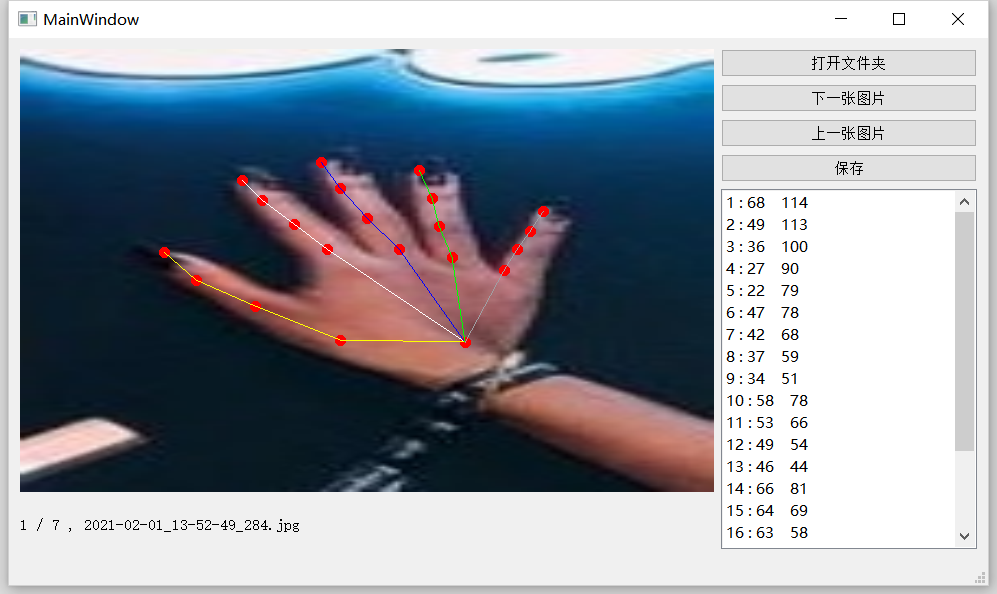 MainWindow
打开文件夹
下一张图片
上一张图片
保存
1 : 68 114
2 : 49 113
3 : 36 100
4 : 27 90
5 : 22 79
6 : 47 78
7 : 42 68
8 : 37 59
9 : 34 51
10 : 58 78
11 : 53 66
12 : 49 54
13 : 46 44
14 : 66 81
15 : 64 69
16 : 63 58
1 / 7 , 2021-02-01_13-52-49_284.jpg